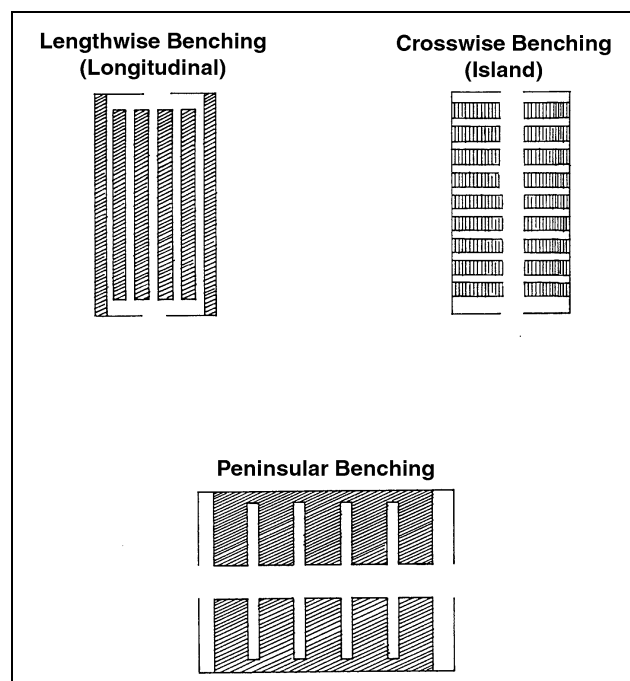 Lengthwise Benching
(Longitudinal)
Crosswise Benching
(Island)
Peninsular Benching